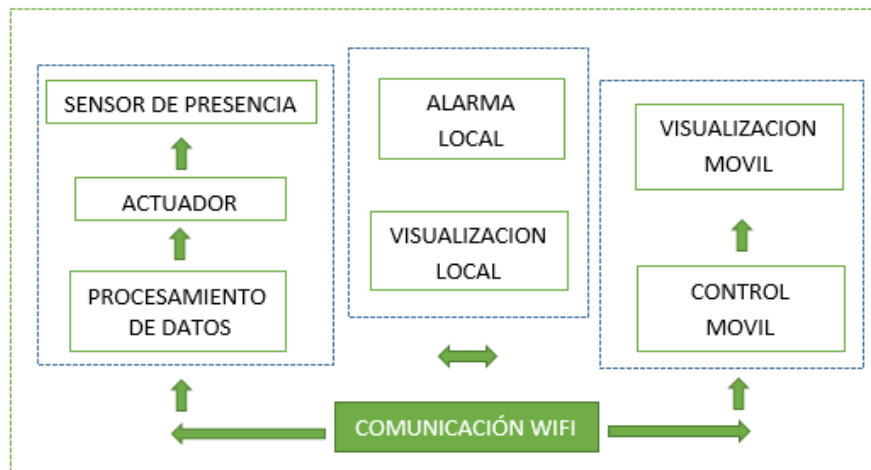 SENSOR DE PRESENCIA
ACTUADOR
PROCESAMIENTO
DE DATOS
ALARMA
LOCAL
VISUALIZACION
LOCAL
VISUALIZACION
MOVIL
CONTROL
MOVIL
COMUNICACIÓN WIFI